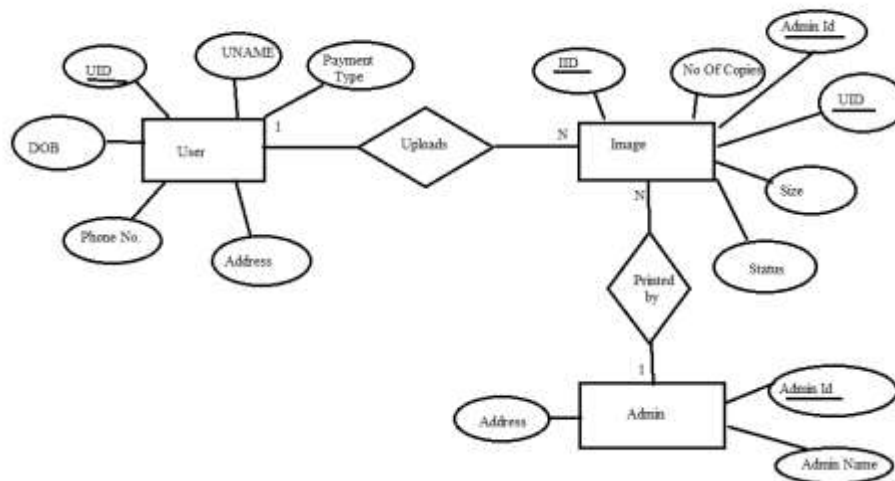 UID
UNAME
Payment
Type
DOB
User
1
Uploads
N
Phone No.
Address
IID
No Of Copies
Admin Id
UID
Image
Size
Status
N
Printed
by
1
Address
Admin
Admin Id
Admin Name